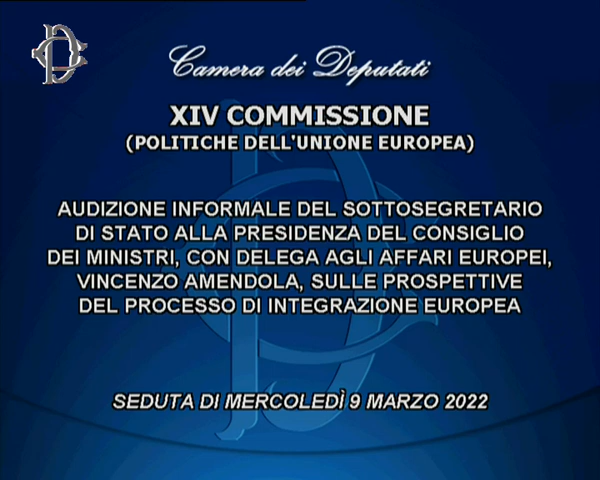 Camera dei Deputati
XIV COMMISSIONE
(POLITICHE DELL'UNIONE EUROPEA)
AUDIZIONE INFORMALE DEL SOTTOSEGRETARIO
DI STATO ALLA PRESIDENZA DEL CONSIGLIO
DEI MINISTRI, CON DELEGA AGLI AFFARI EUROPEI,
VINCENZO AMENDOLA, SULLE PROSPETTIVE
DEL PROCESSO DI INTEGRAZIONE EUROPEA
SEDUTA DI MERCOLEDÌ 9 MARZO 2022